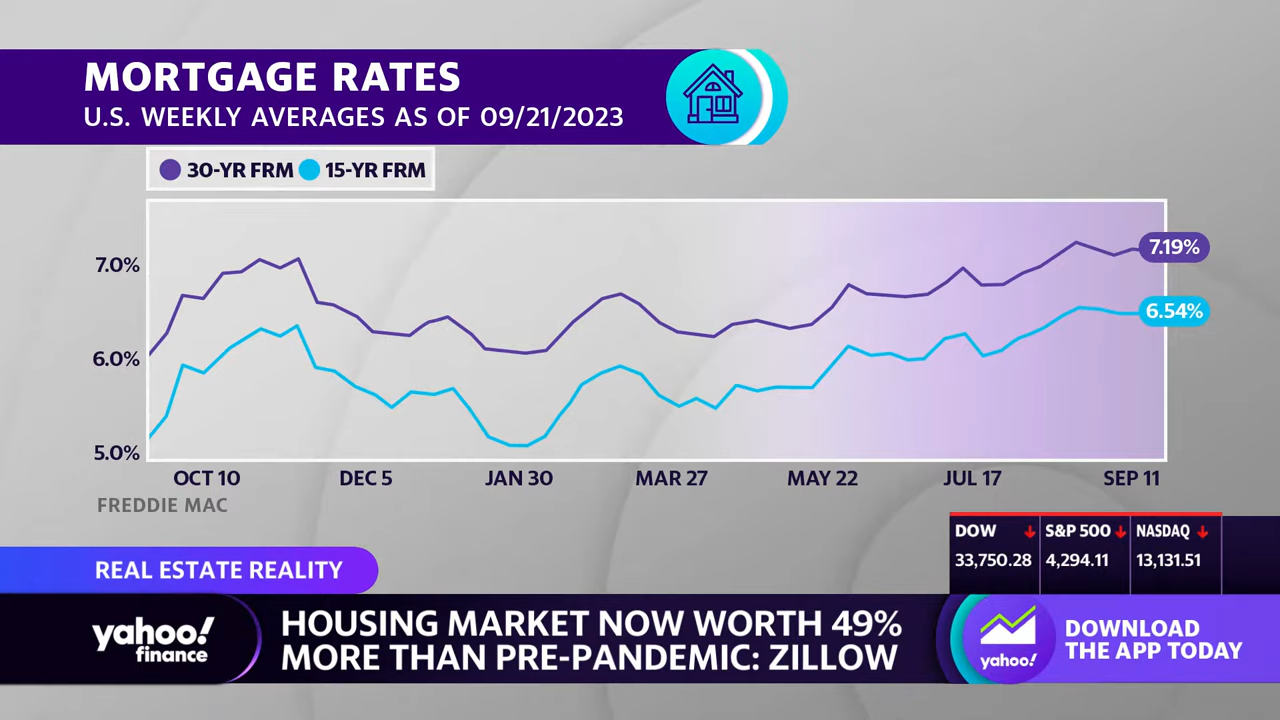 MORTGAGE RATES
U.S. WEEKLY AVERAGES AS OF 09/21/2023
30-YR FRM 15-YR FRM
7.0%
6.0%
5.0%
7.19%
6.54%
OCT 10 DEC 5 JAN 30 MAR 27 MAY 22 JUL 17 SEP 11
FREDDIE MAC
DOW S&P 500 NASDAQ
33,750.28 4,294.11 13,131.51
REAL ESTATE REALITY
yahoo!
finance
HOUSING MARKET NOW WORTH 49%
MORE THAN PRE-PANDEMIC: ZILLOW
yahoo!
DOWNLOAD
THE APP TODAY